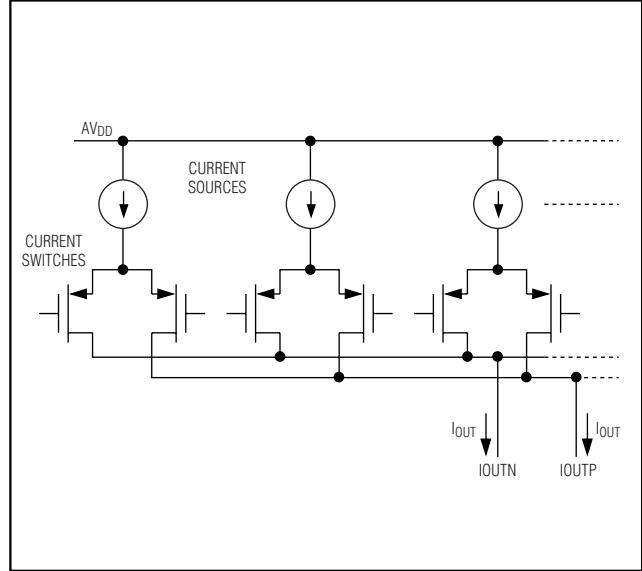 AVDD
CURRENT
SOURCES
CURRENT
SWITCHES
IOUT
IOUT
IOUTN
IOUTP